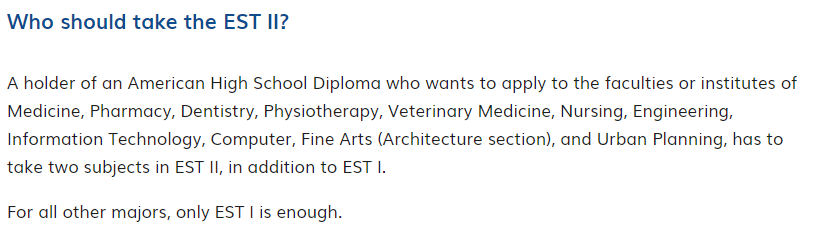 Who should take the EST II?
A holder of an American High School Diploma who wants to apply to the faculties or institutes of
Medicine, Pharmacy, Dentistry, Physiotherapy, Veterinary Medicine, Nursing, Engineering,
Information Technology, Computer, Fine Arts (Architecture section), and Urban Planning, has to
take two subjects in EST II, in addition to EST I.
For all other majors, only EST I is enough.